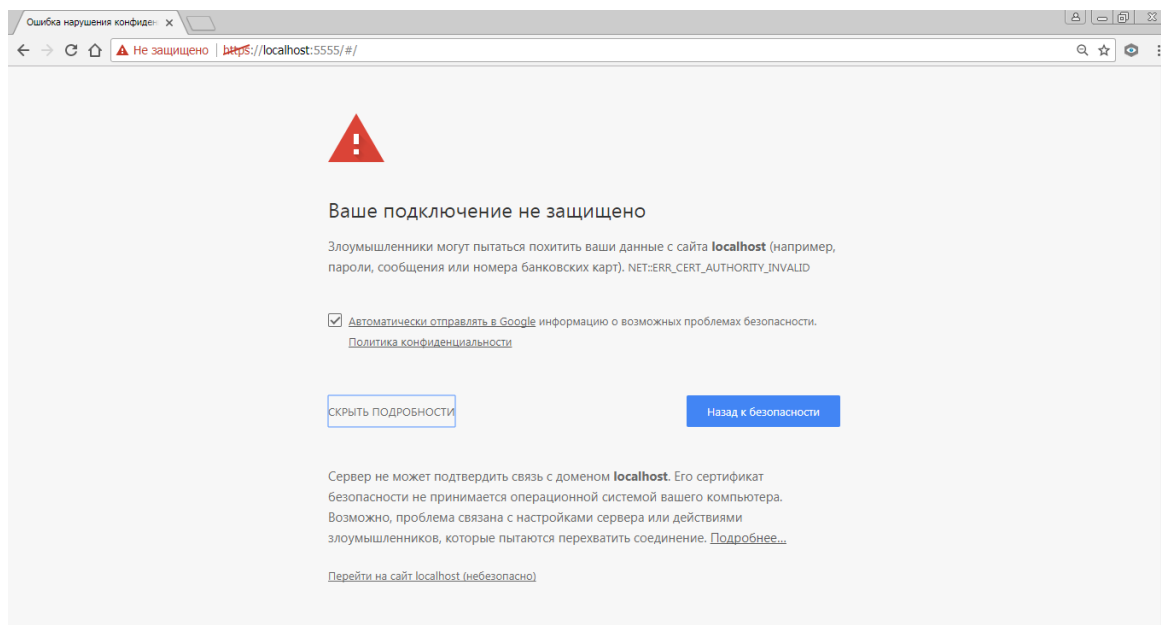 Ошибка нарушения конфиден
Не защищено | https://localhost:5555/#/
Ваше подключение не защищено
Злоумышленники могут пытаться похитить ваши данные с сайта localhost (например,
пароли, сообщения или номера банковских карт). NET::ERR_CERT_AUTHORITY_INVALID
Автоматически отправлять в Google информацию о возможных проблемах безопасности.
Политика конфиденциальности
СКРЫТЬ ПОДРОБНОСТИ
Назад к безопасности
Сервер не может подтвердить связь с доменом localhost. Его сертификат
безопасности не принимается операционной системой вашего компьютера.
Возможно, проблема связана с настройками сервера или действиями
злоумышленников, которые пытаются перехватить соединение. Подробнее...
Перейти на сайт localhost (небезопасно)